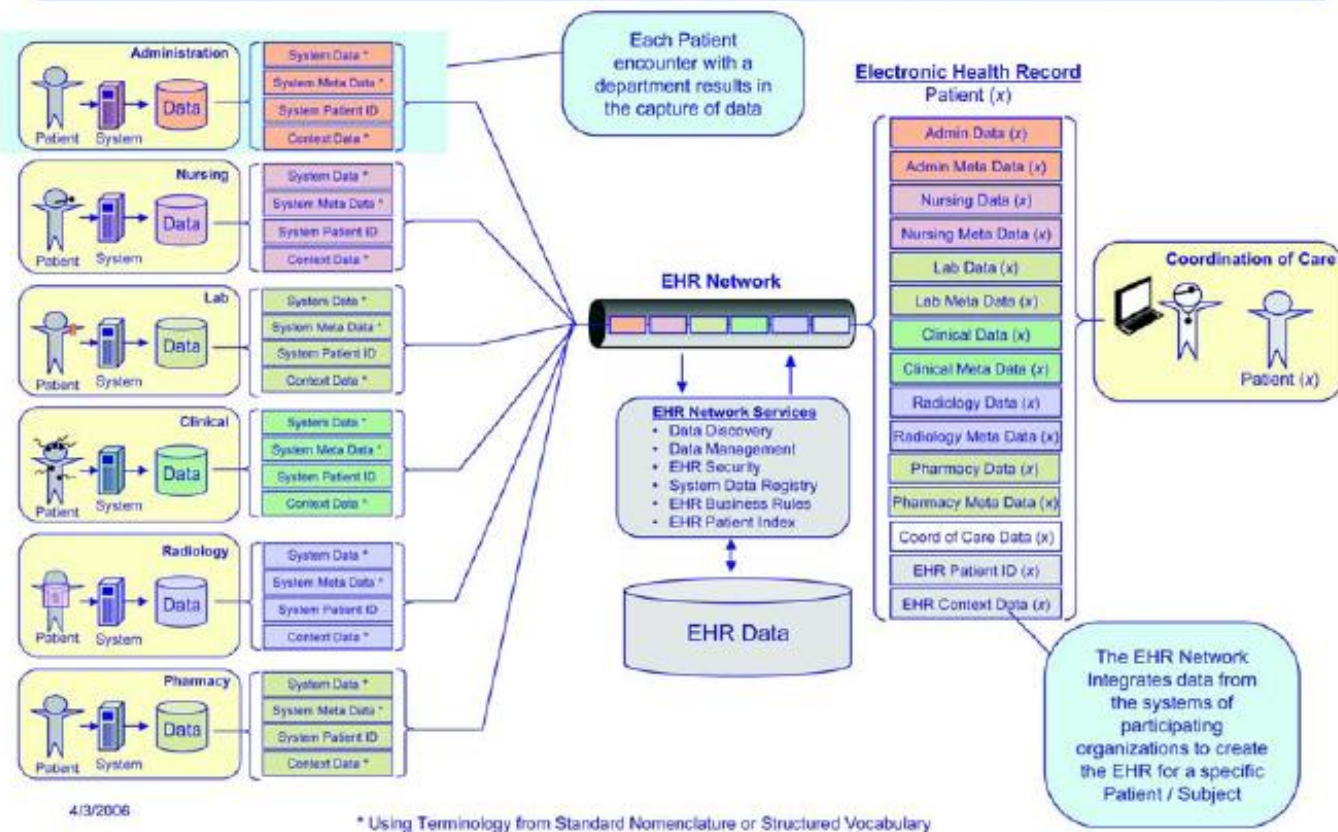 Administration
Patient
System
Data
System Data *
System Meta Data *
System Patient ID
Context Data *
Nursing
Patient
System
Data
System Data *
System Meta Data *
System Patient ID
Context Data *
Lab
Patient
System
Data
System Data *
System Meta Data *
System Patient ID
Context Data *
Clinical
Patient
System
Data
System Data *
System Meta Data *
System Patient ID
Context Data *
Radiology
Patient
System
Data
System Data *
System Meta Data *
System Patient ID
Context Data *
Pharmacy
Patient
System
Data
System Data *
System Meta Data *
System Patient ID
Context Data *
Each Patient
encounter with a
department results in
the capture of data
EHR Network
EHR Network Services
• Data Discovery
• Data Management
• EHR Security
• System Data Registry
• EHR Business Rules
• EHR Patient Index
EHR Data
Electronic Health Record
Patient (x)
Admin Data (x)
Admin Meta Data (x)
Nursing Data (x)
Nursing Meta Data (x)
Lab Data (x)
Lab Meta Data (x)
Clinical Data (x)
Clinical Meta Data (x)
Radiology Data (x)
Radiology Meta Data (x)
Pharmacy Data (x)
Pharmacy Meta Data (x)
Coord of Care Data (x)
EHR Patient ID (x)
EHR Context Data (x)
Coordination of Care
Patient (x)
The EHR Network
Integrates data from
the systems of
participating
organizations to create
the EHR for a specific
Patient / Subject
4/3/2006
* Using Terminology from Standard Nomenclature or Structured Vocabulary